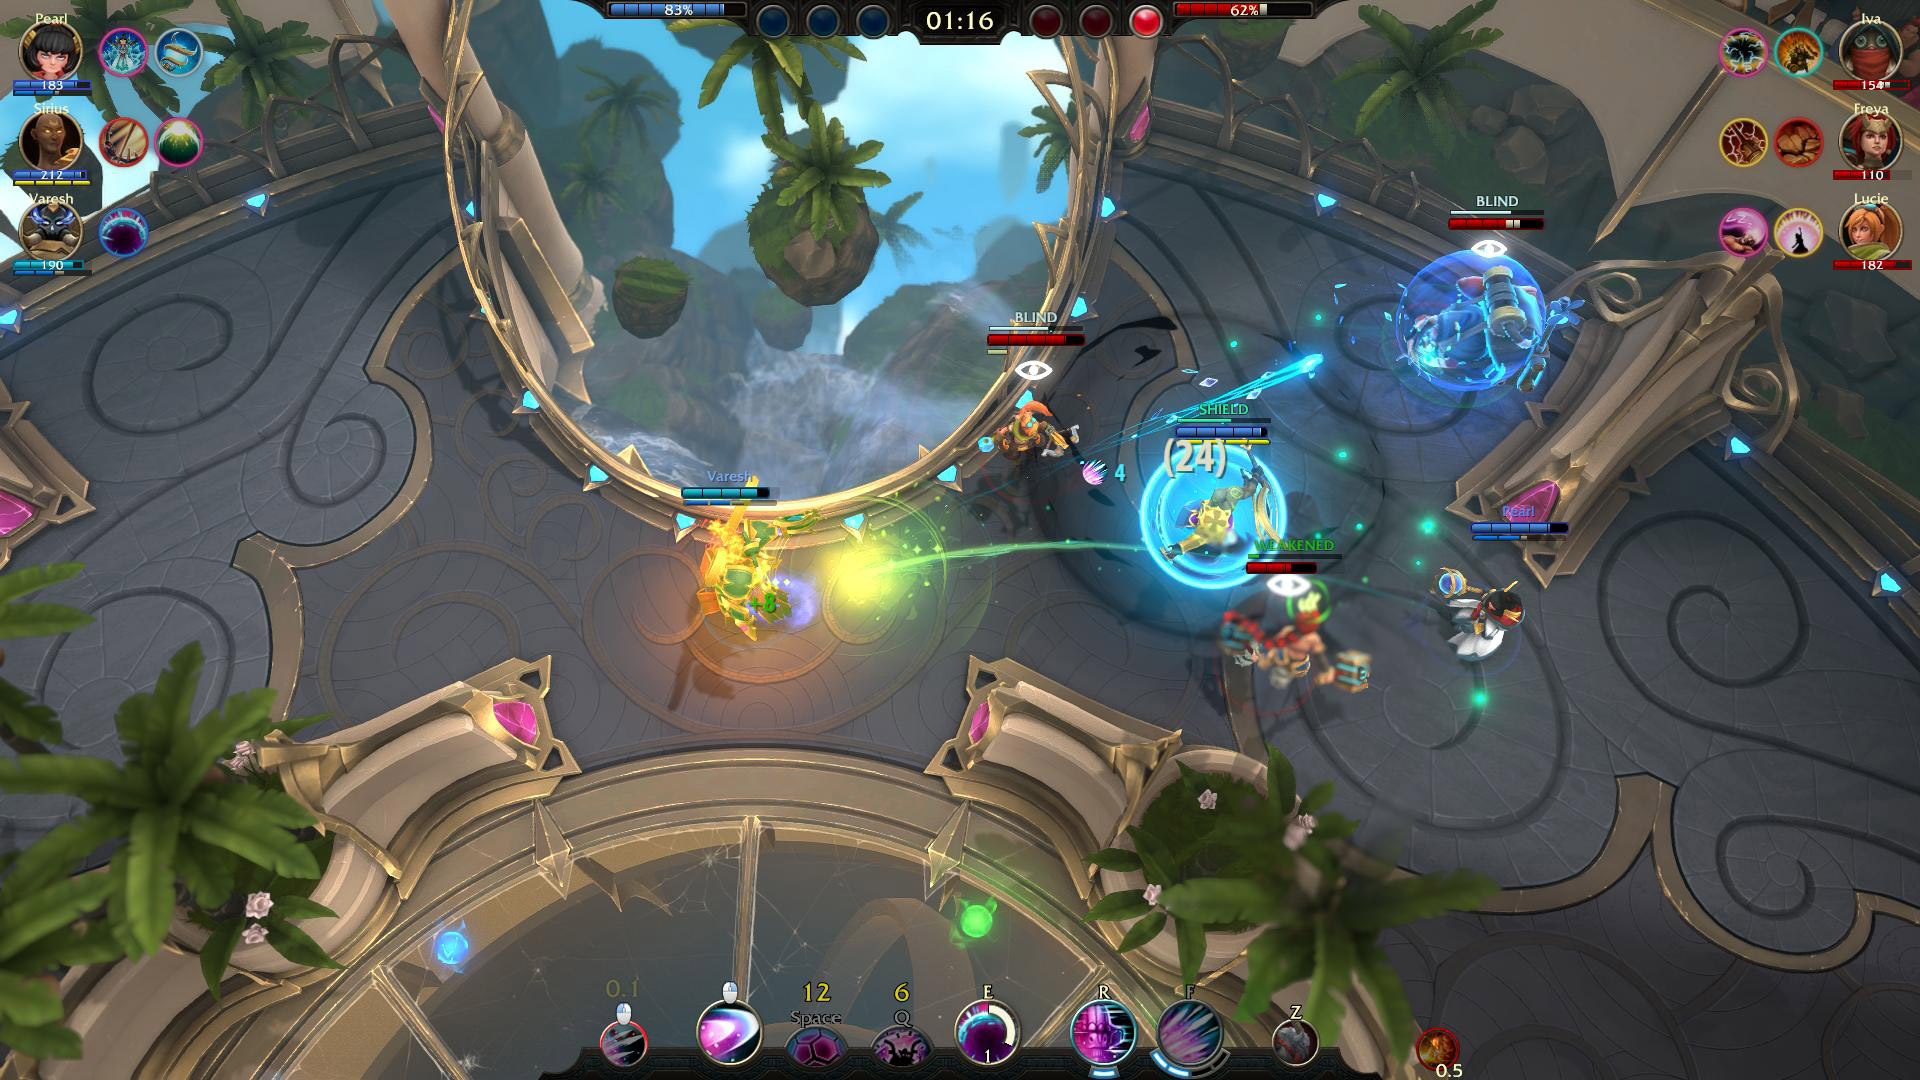 Pearl
183
Sirius
212
Varesh
190
83%
01:16
62%
Iva
154
Freya
110
Lucie
182
BLIND
BLIND
SHIELD
(24)
4
Varesh
Pearl
WEAKENED
+8
0.1
12
Space
6
Q
E
1
R
F
Z
0.5